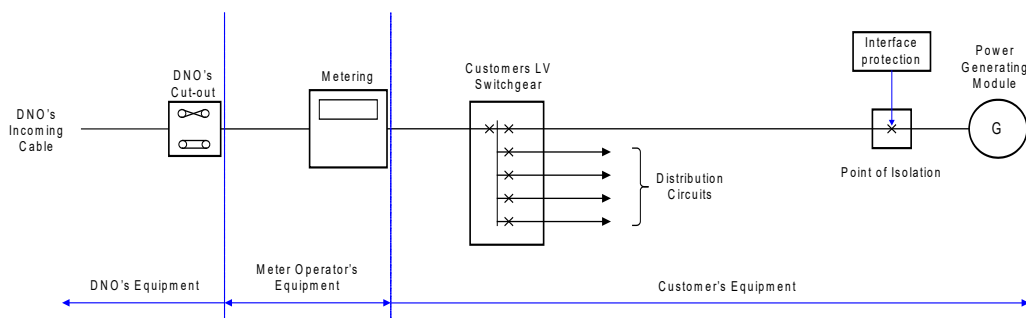 DNO's
Incoming
Cable
DNO's
Cut-out
Metering
Customers LV
Switchgear
Distribution
Circuits
Interface
protection
Point of Isolation
Power
Generating
Module
G
DNO's Equipment
Meter Operator's
Equipment
Customer's Equipment